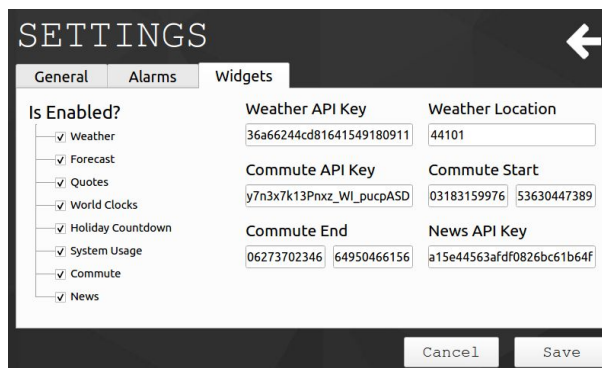 SETTINGS
General Alarms Widgets
Is Enabled?
Weather
Forecast
Quotes
World Clocks
Holiday Countdown
System Usage
Commute
News
Weather API Key Weather Location
36a66244cd81641549180911 44101
Commute API Key Commute Start
y7n3x7k13Pnxz_WI_pucpASD 03183159976 53630447389
Commute End News API Key
06273702346 64950466156 a15e44563afdf0826bc61b64f
Cancel Save